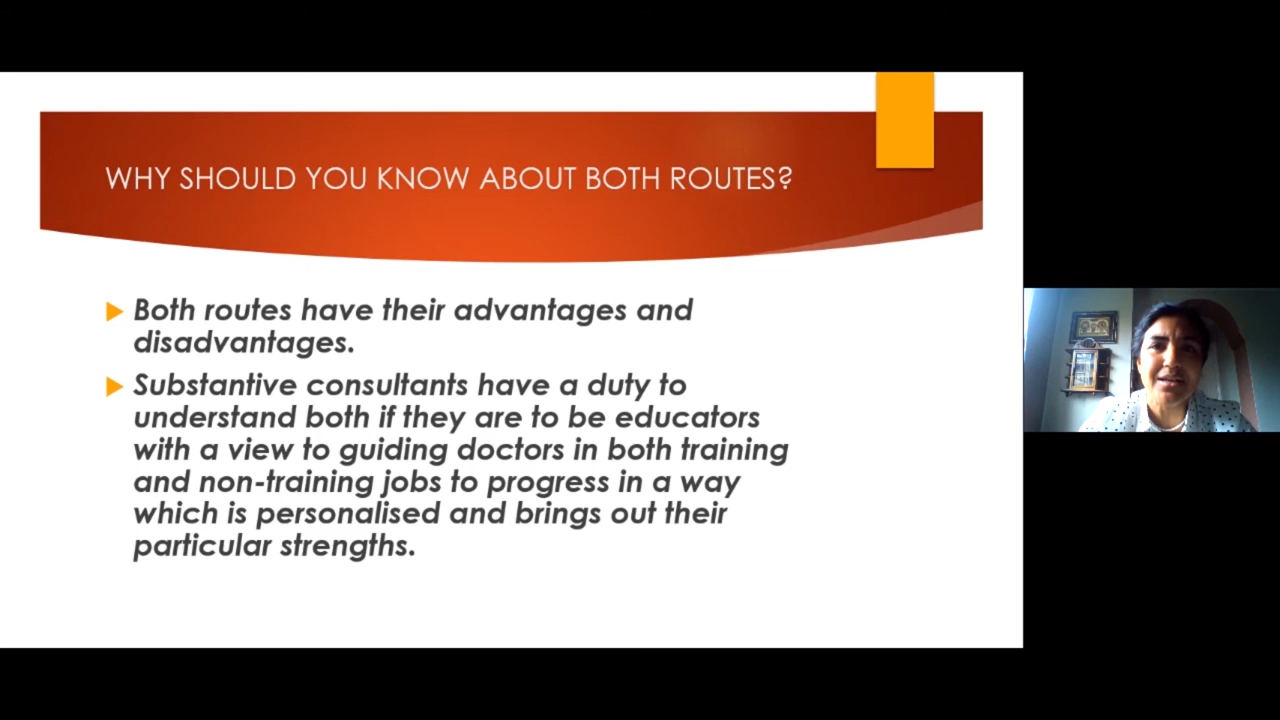 WHY SHOULD YOU KNOW ABOUT BOTH ROUTES?
Both routes have their advantages and
disadvantages.
Substantive consultants have a duty to
understand both if they are to be educators
with a view to guiding doctors in both training
and non-training jobs to progress in a way
which is personalised and brings out their
particular strengths.